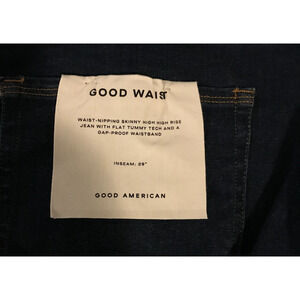 GOOD WAIST
WAIST-NIPPING SKINNY HIGH HIGH RISE
JEAN WITH FLAT TUMMY TECH AND A
GAP-PROOF WAISTBAND
INSEAM: 29"
GOOD AMERICAN